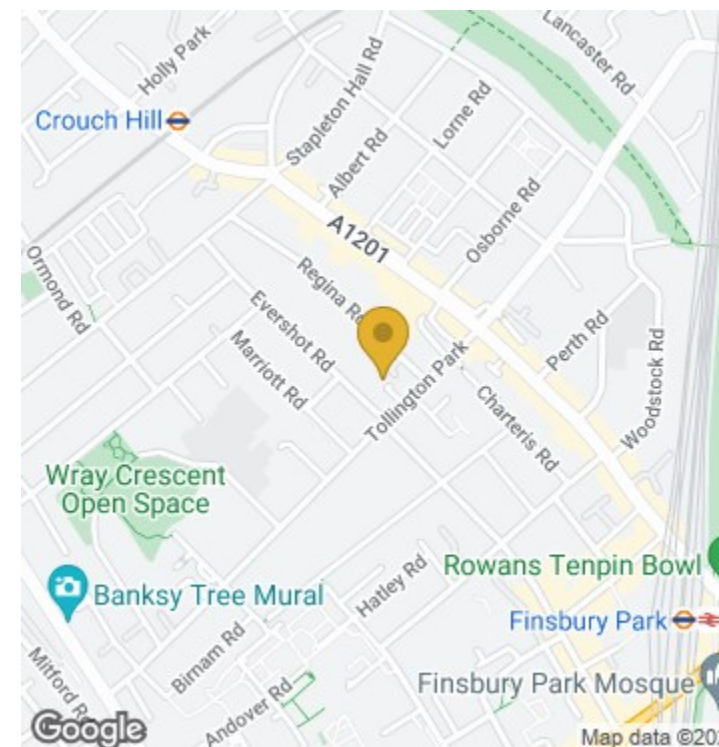 Holly Park
Lancaster Rd
Crouch Hill
Stapleton Hall Rd
Albert Rd
Lorne Rd
A1201
Osborne Rd
Ormond Rd
Regina Rd
Evershot Rd
Marriott Rd
Perth Rd
Woodstock Rd
Tollington Park
Charteris Rd
Wray Crescent
Open Space
Rowans Tenpin Bowl
Banksy Tree Mural
Hatley Rd
Finsbury Park
Birnam Rd
Mitford Rd
Andover Rd
Finsbury Park Mosque
Google
Map data ©20